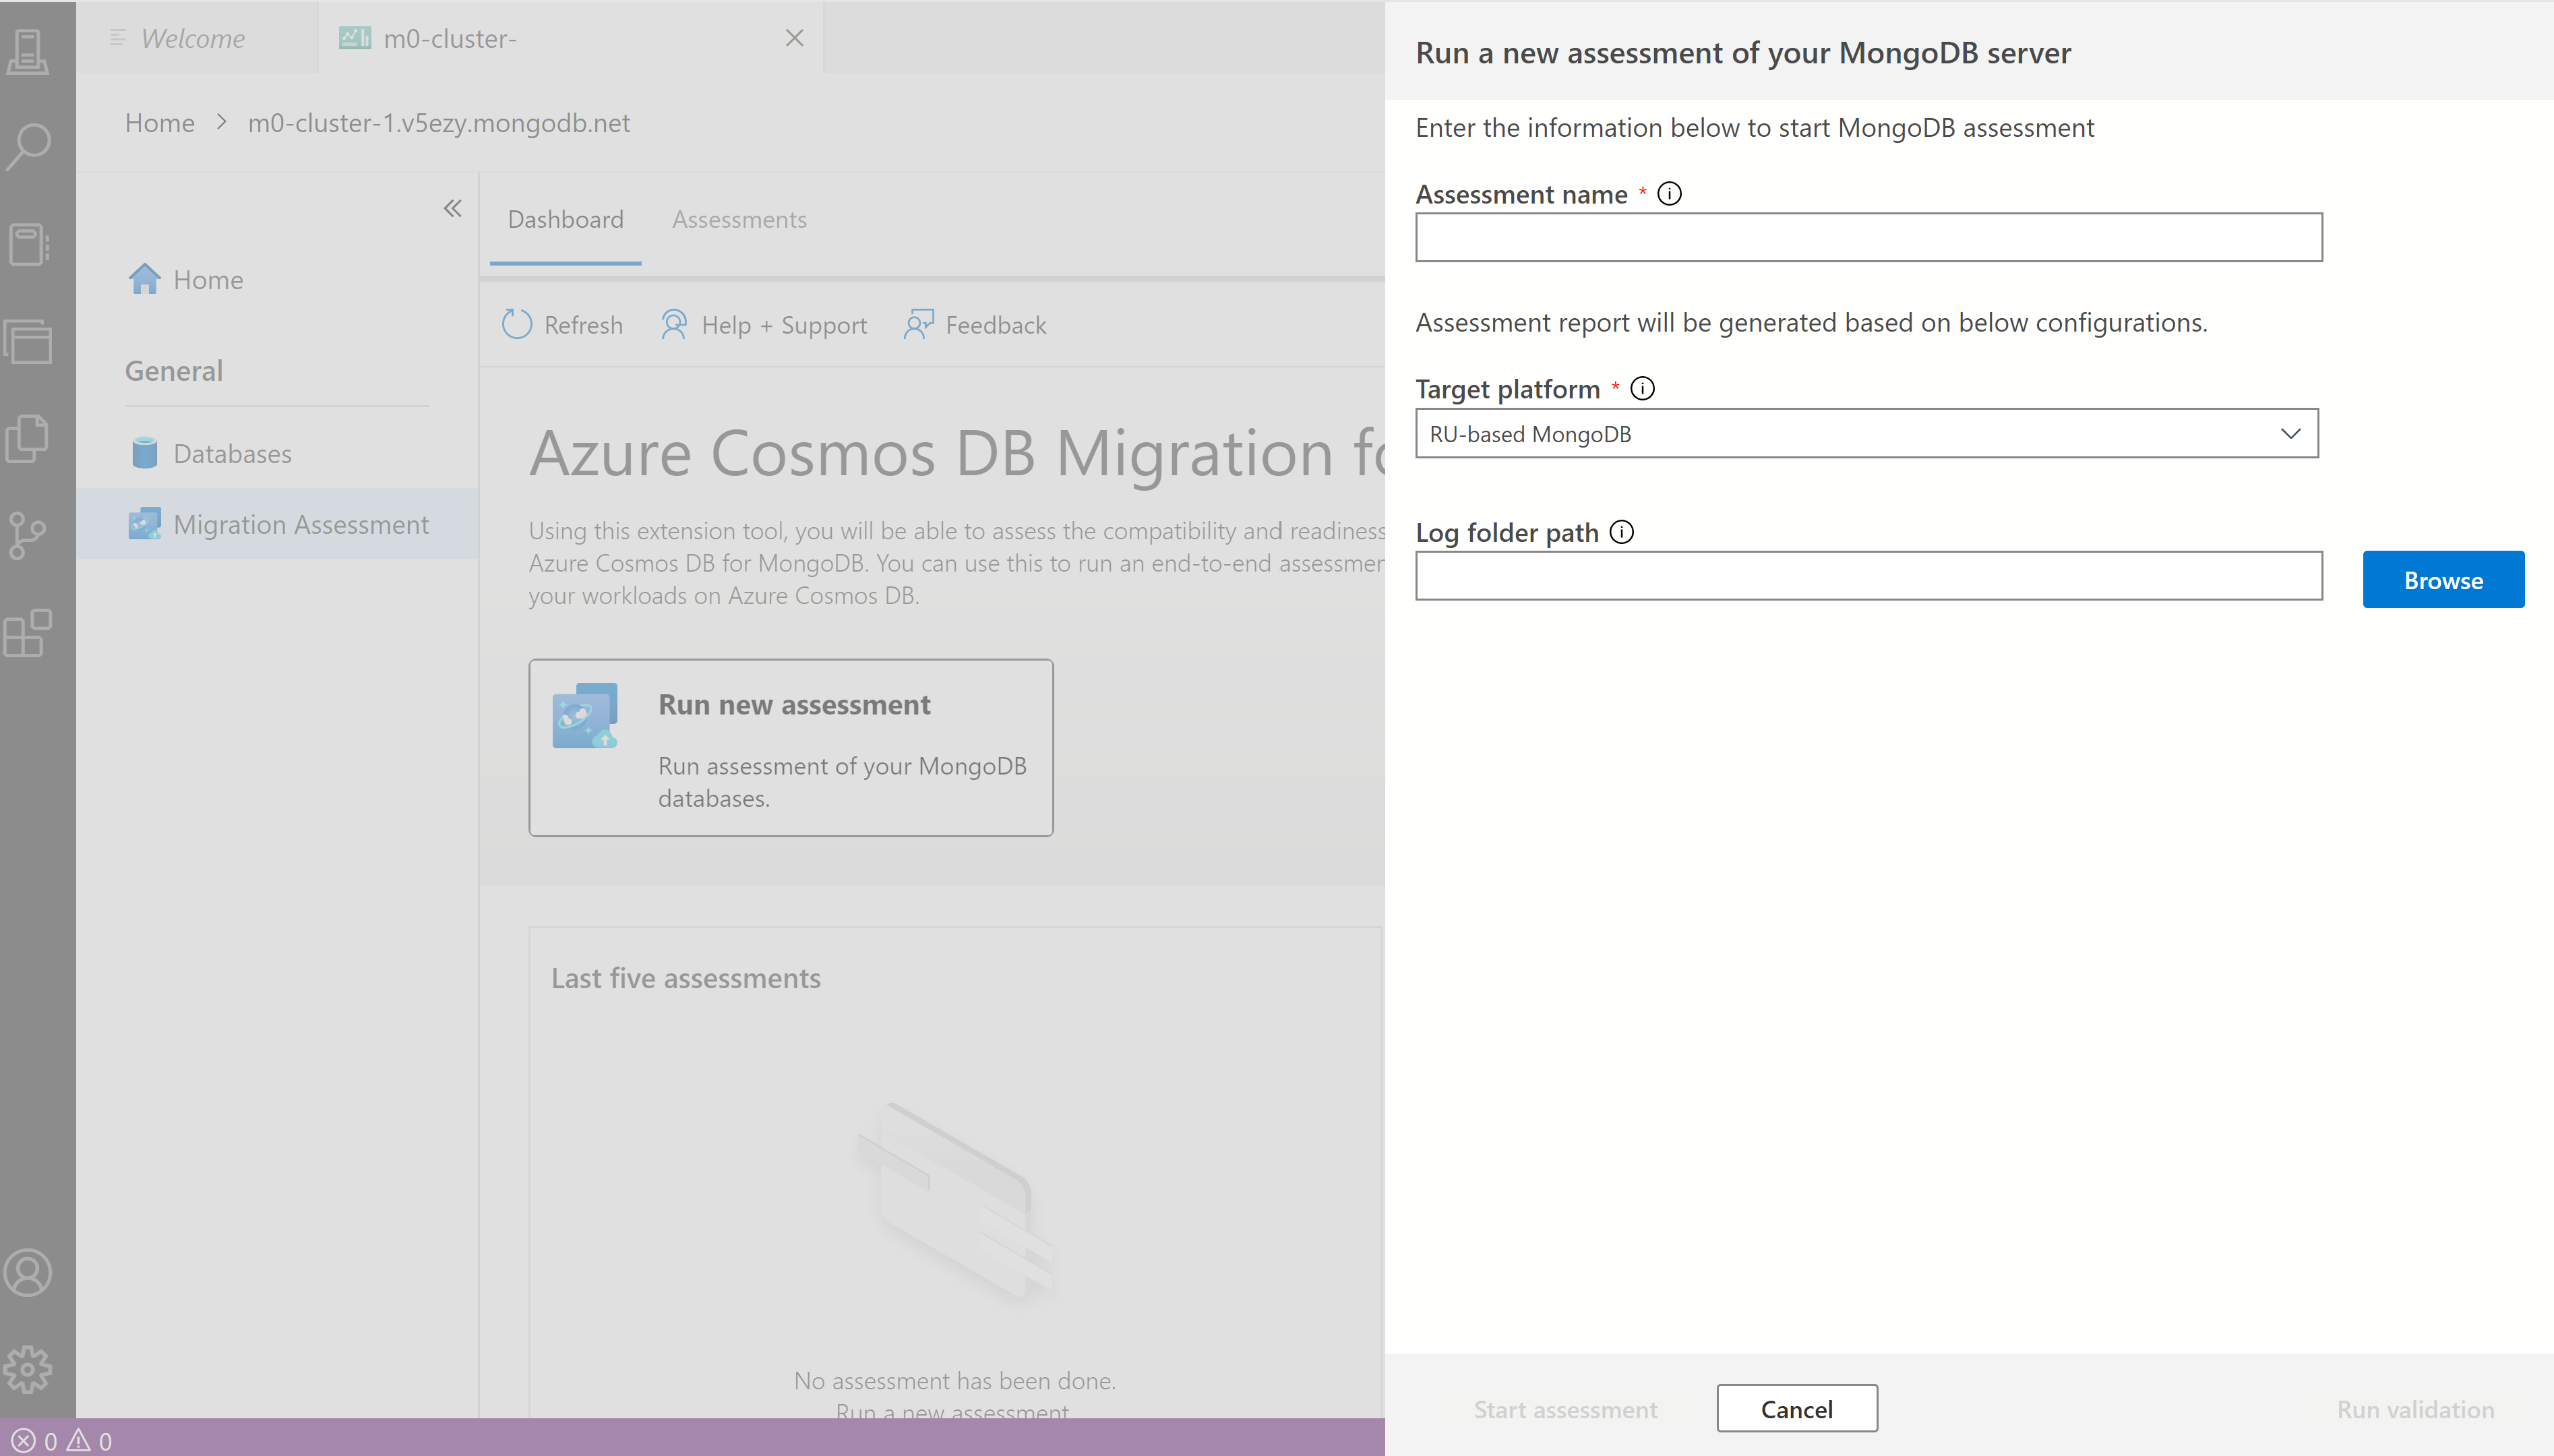 Welcome
m0-cluster-
Home > m0-cluster-1.v5ezy.mongodb.net
Home
General
Databases
Migration Assessment
Dashboard
Assessments
Refresh
Help + Support
Feedback
Azure Cosmos DB Migration fo
Using this extension tool, you will be able to assess the compatibility and readiness
Azure Cosmos DB for MongoDB. You can use this to run an end-to-end assessmen
your workloads on Azure Cosmos DB.
Run new assessment
Run assessment of your MongoDB
databases.
Last five assessments
No assessment has been done.
Run a new assessment
0 0
Run a new assessment of your MongoDB server
Enter the information below to start MongoDB assessment
Assessment name *
Assessment report will be generated based on below configurations.
Target platform *
RU-based MongoDB
Log folder path
Browse
Start assessment
Cancel
Run validation